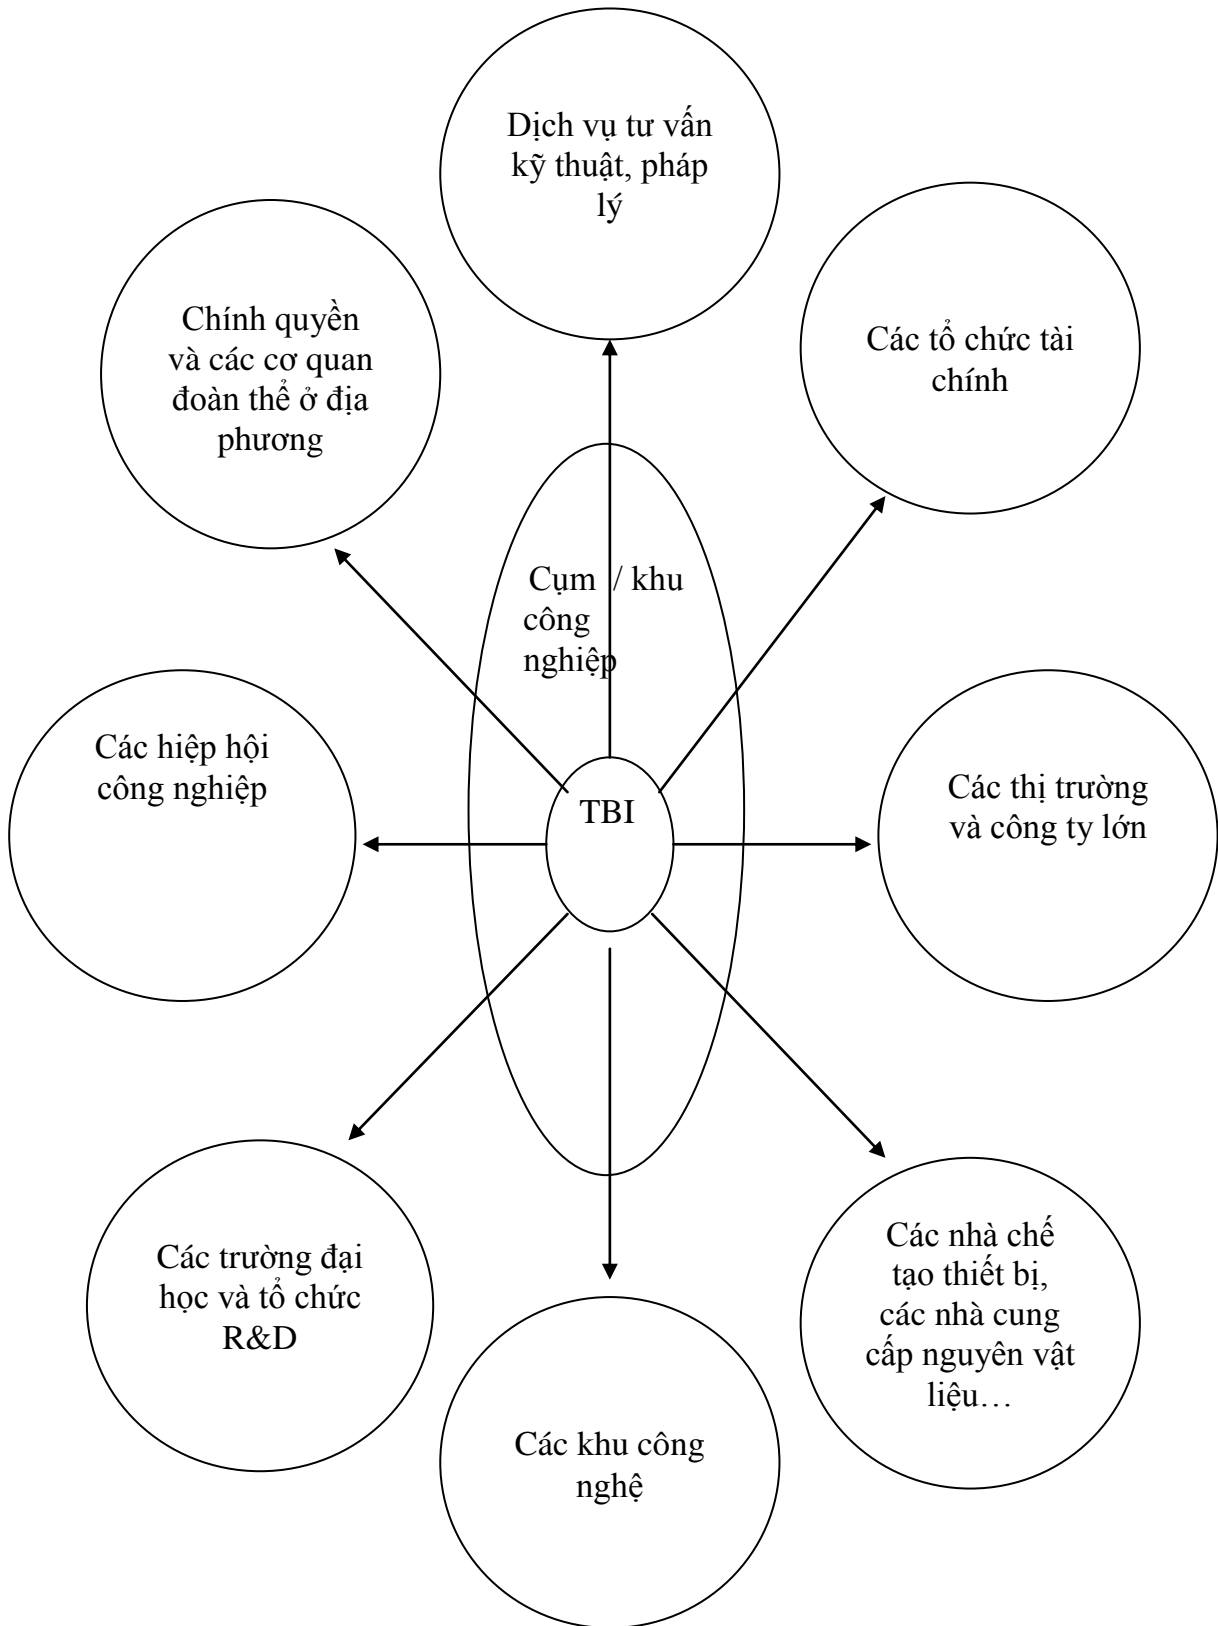 Dịch vụ tư vấn
kỹ thuật, pháp
lý
Chính quyền
và các cơ quan
đoàn thể ở địa
phương
Các tổ chức tài
chính
Cụm / khu
công
nghiệp
Các hiệp hội
công nghiệp
TBI
Các thị trường
và công ty lớn
Các trường đại
học và tổ chức
R&D
Các khu công
nghệ
Các nhà chế
tạo thiết bị,
các nhà cung
cấp nguyên vật
liệu…